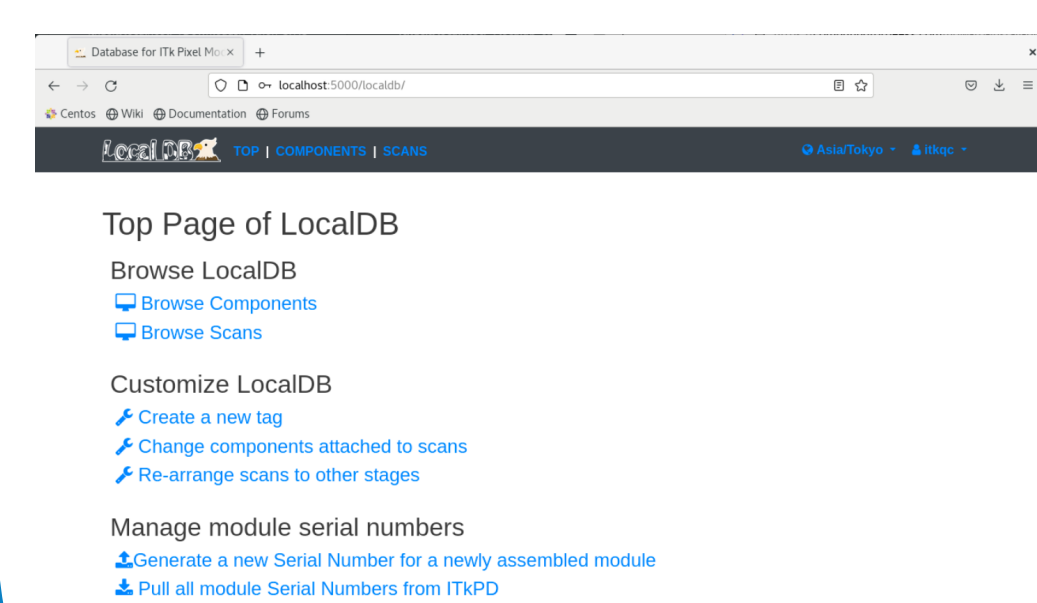 Database for ITk Pixel Moc
localhost:5000/localdb/
Centos Wiki Documentation Forums
Local DB TOP | COMPONENTS | SCANS Asia/Tokyo itkqc
Top Page of LocalDB
Browse LocalDB
Browse Components
Browse Scans
Customize LocalDB
Create a new tag
Change components attached to scans
Re-arrange scans to other stages
Manage module serial numbers
Generate a new Serial Number for a newly assembled module
Pull all module Serial Numbers from ITkPD